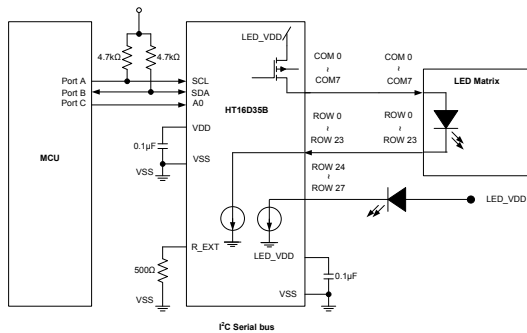 4.7kΩ
4.7kΩ
Port A
Port B
Port C
MCU
SCL
SDA
A0
VDD
0.1μF
VSS
VSS
R_EXT
500Ω
VSS
HT16D35B
LED_VDD
COM 0
~
COM7
ROW 0
~
ROW 23
ROW 24
~
ROW 27
LED_VDD
VSS
0.1μF
COM 0
~
COM7
ROW 0
~
ROW 23
LED Matrix
LED_VDD
I²C Serial bus